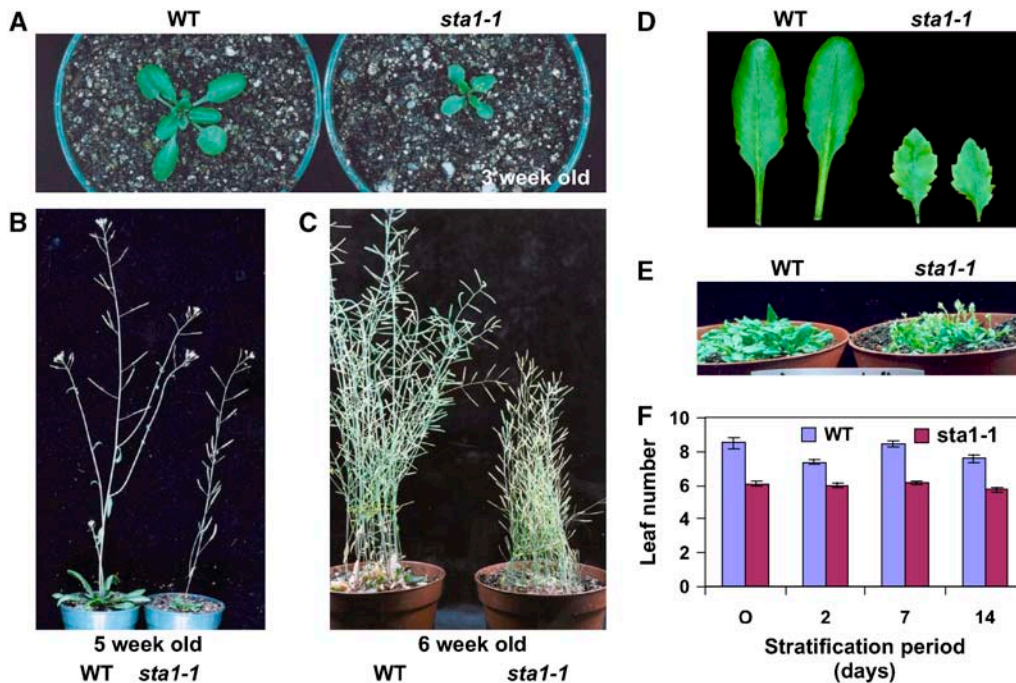 A
WT
sta1-1
3 week old
B
5 week old
WT sta1-1
C
6 week old
WT sta1-1
D
WT sta1-1
E
WT sta1-1
F
10
8
6
4
2
0
Leaf number
WT
sta1-1
O 2 7 14
Stratification period
(days)